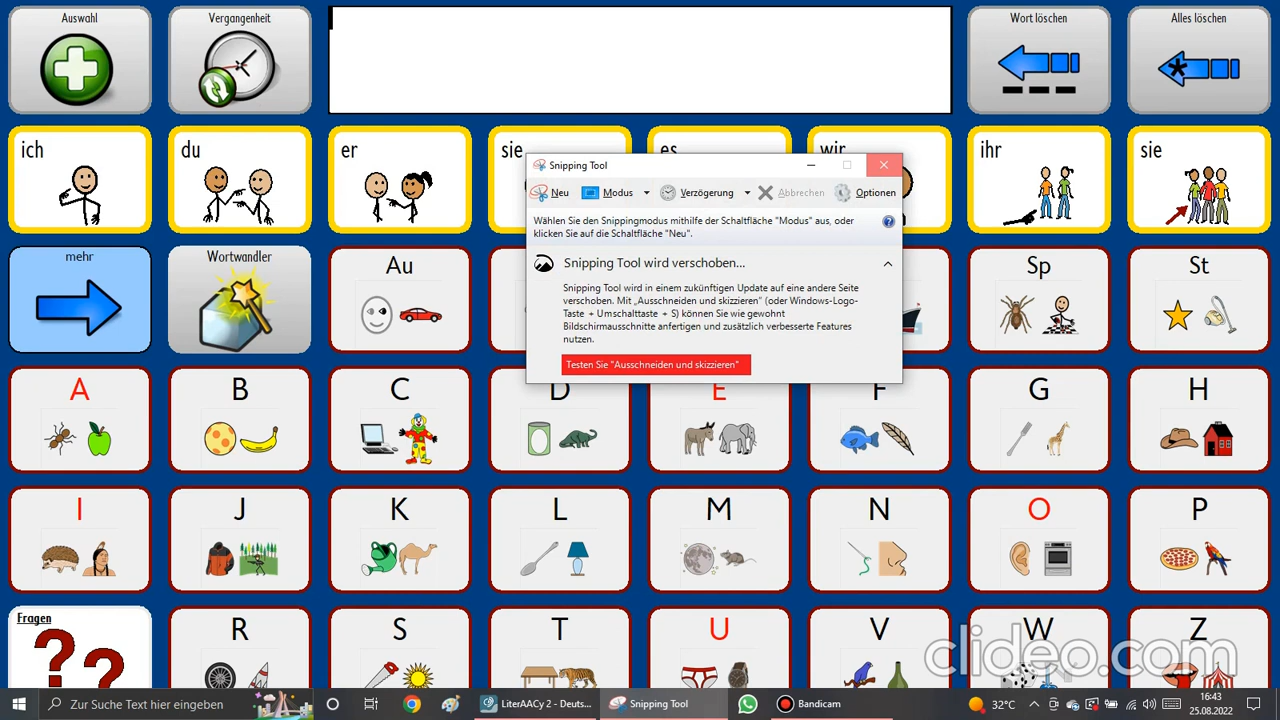 Auswahl
Vergangenheit
Wort löschen
Alles löschen
ich
du
er
sie
es
wir
ihr
sie
Snipping Tool
Neu
Modus
Verzögerung
Abbrechen
Optionen
Wählen Sie den Snippingmodus mithilfe der Schaltfläche "Modus" aus, oder
klicken Sie auf die Schaltfläche "Neu".
Snipping Tool wird verschoben...
Snipping Tool wird in einem zukünftigen Update auf eine andere Seite
verschoben. Mit „Ausschneiden und skizzieren" (oder Windows-Logo-
Taste + Umschalttaste + S) können Sie wie gewohnt
Bildschirmausschnitte anfertigen und zusätzlich verbesserte Features
nutzen.
Testen Sie "Ausschneiden und skizzieren"
mehr
Wortwandler
Au
Sp
St
A
B
C
D
E
F
G
H
I
J
K
L
M
N
O
P
Fragen
R
S
T
U
V
W
Z
clideo.com
Zur Suche Text hier eingeben
LiterAACy 2 - Deuts...
Snipping Tool
Bandicam
32°C
16:43
25.08.2022